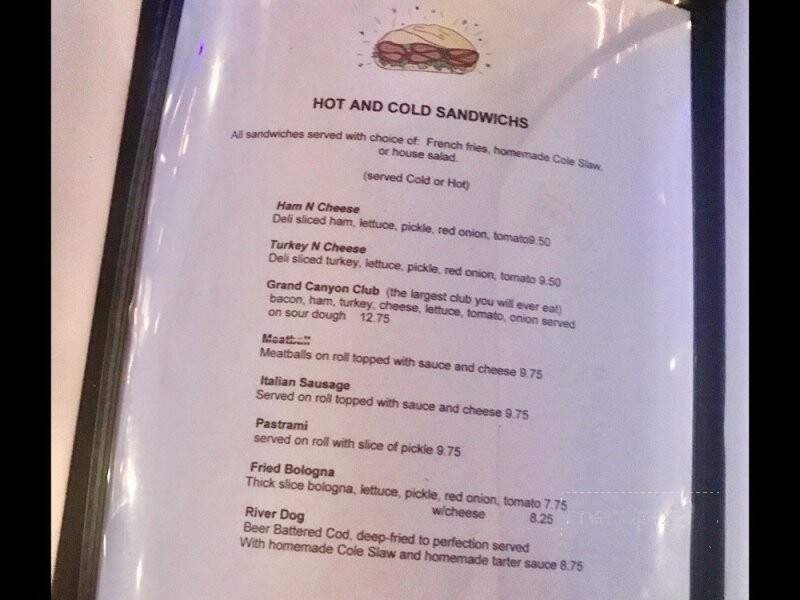 HOT AND COLD SANDWICHS
All sandwiches served with choice of: French fries, homemade Cole Slaw,
or house salad.
(served Cold or Hot)
Ham N Cheese
Deli sliced ham, lettuce, pickle, red onion, tomato9.50
Turkey N Cheese
Deli sliced turkey, lettuce, pickle, red onion, tomato 9.50
Grand Canyon Club (the largest club you will ever eat)
bacon, ham, turkey, cheese, lettuce, tomato, onion served
on sour dough 12.75
Meatball
Meatballs on roll topped with sauce and cheese 9.75
Italian Sausage
Served on roll topped with sauce and cheese 9.75
Pastrami
served on roll with slice of pickle 9.75
Fried Bologna
Thick slice bologna, lettuce, pickle, red onion, tomato 7.75
w/cheese 8.25
River Dog
Beer Battered Cod, deep-fried to perfection served
With homemade Cole Slaw and homemade tarter sauce 8.75